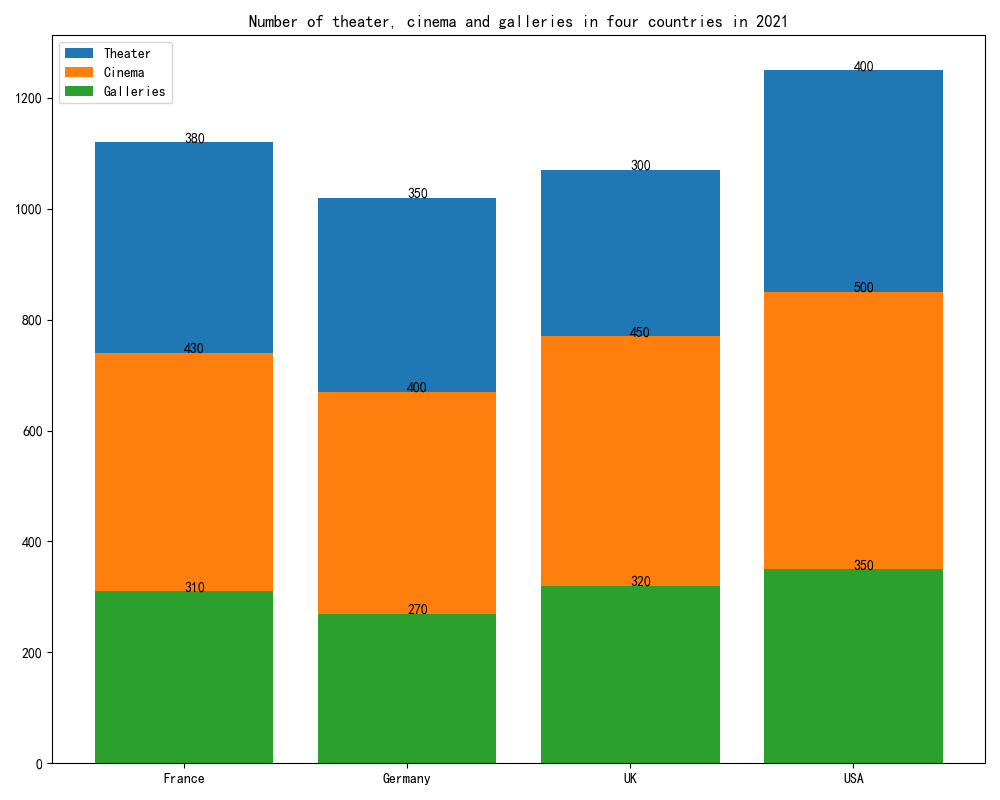 Number of theater, cinema and galleries in four countries in 2021
Theater
Cinema
Galleries
1200
1000
800
600
400
200
0
380
430
310
350
400
270
300
450
320
400
500
350
France
Germany
UK
USA